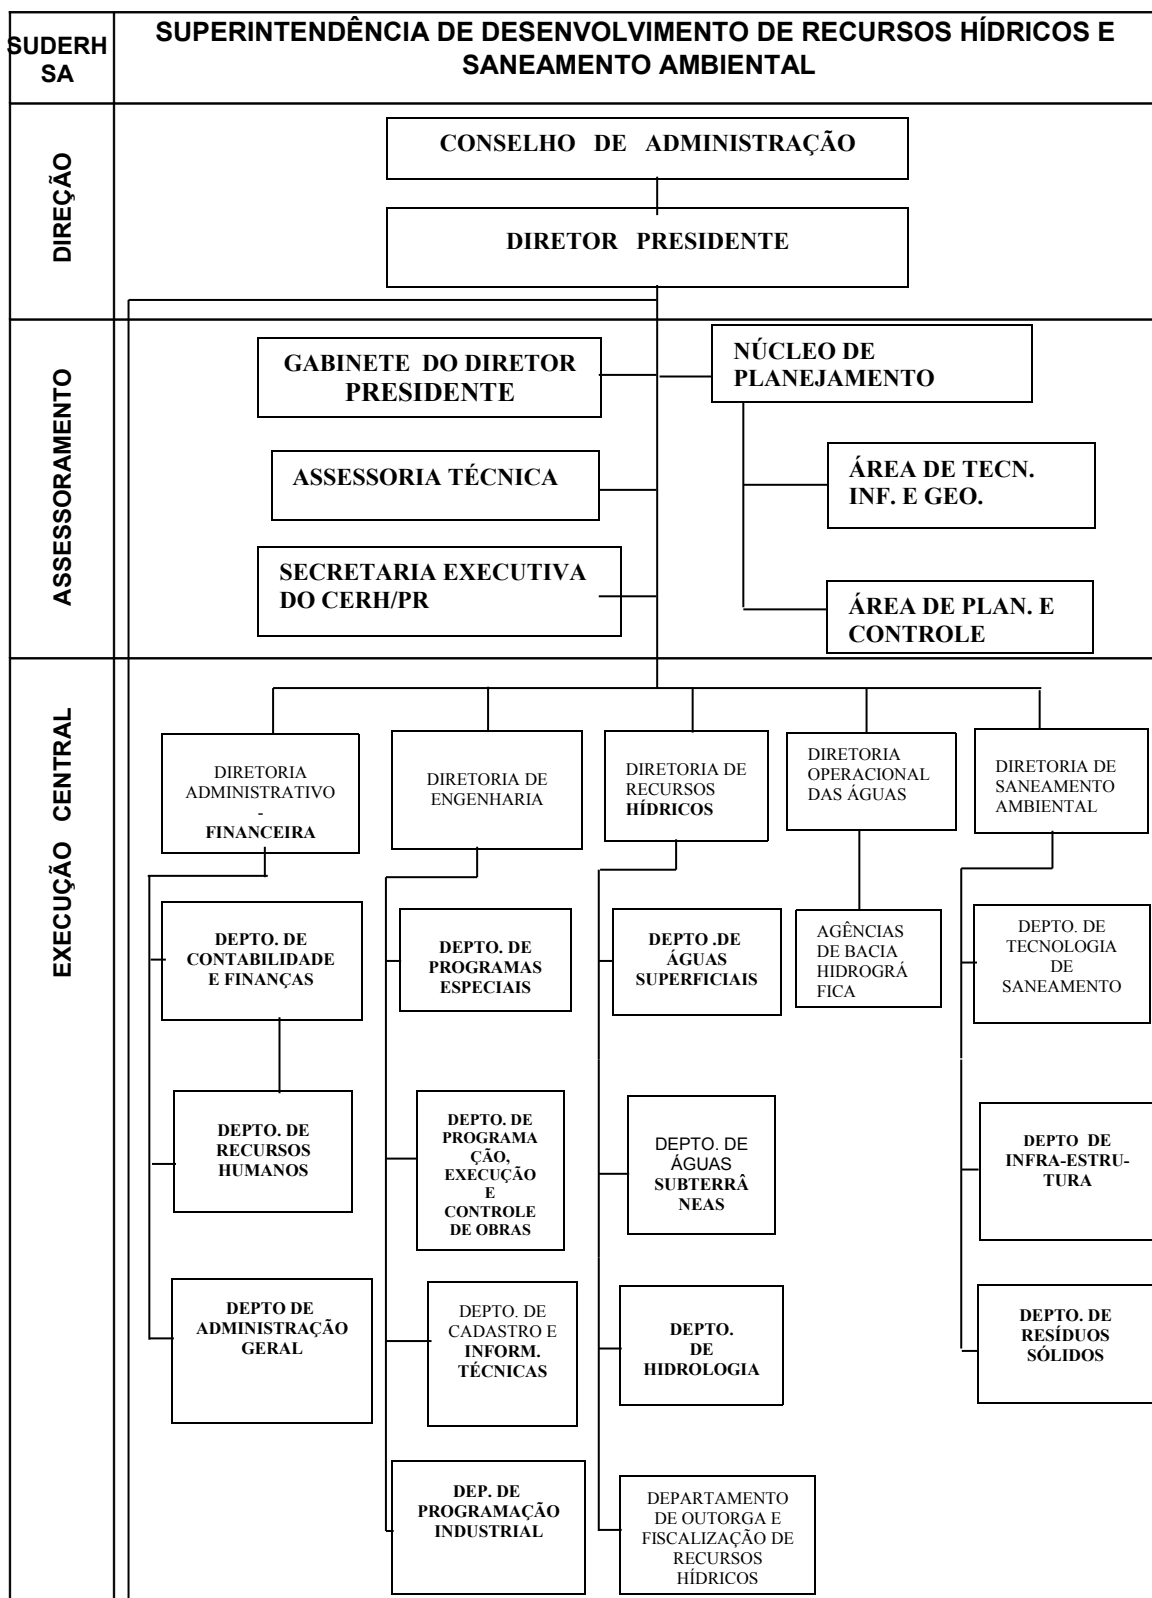 SUDERH
SA
SUPERINTENDÊNCIA DE DESENVOLVIMENTO DE RECURSOS HÍDRICOS E
SANEAMENTO AMBIENTAL
DIREÇÃO
CONSELHO DE ADMINISTRAÇÃO
DIRETOR PRESIDENTE
ASSESSORAMENTO
GABINETE DO DIRETOR
PRESIDENTE
NÚCLEO DE
PLANEJAMENTO
ASSESSORIA TÉCNICA
ÁREA DE TECN.
INF. E GEO.
SECRETARIA EXECUTIVA
DO CERH/PR
ÁREA DE PLAN. E
CONTROLE
EXECUÇÃO CENTRAL
DIRETORIA
ADMINISTRATIVO
-
FINANCEIRA
DIRETORIA DE
ENGENHARIA
DIRETORIA DE
RECURSOS
HÍDRICOS
DIRETORIA
OPERACIONAL
DAS ÁGUAS
DIRETORIA DE
SANEAMENTO
AMBIENTAL
DEPTO. DE
CONTABILIDADE
E FINANÇAS
DEPTO. DE
PROGRAMAS
ESPECIAIS
DEPTO .DE
ÁGUAS
SUPERFICIAIS
AGÊNCIAS
DE BACIA
HIDROGRÁ
FICA
DEPTO. DE
TECNOLOGIA
DE
SANEAMENTO
DEPTO. DE
RECURSOS
HUMANOS
DEPTO. DE
PROGRAMA
ÇÃO,
EXECUÇÃO
E
CONTROLE
DE OBRAS
DEPTO. DE
ÁGUAS
SUBTERRÂ
NEAS
DEPTO DE
INFRA-ESTRU-
TURA
DEPTO DE
ADMINISTRAÇÃO
GERAL
DEPTO. DE
CADASTRO E
INFORM.
TÉCNICAS
DEPTO.
DE
HIDROLOGIA
DEPTO. DE
RESÍDUOS
SÓLIDOS
DEP. DE
PROGRAMAÇÃO
INDUSTRIAL
DEPARTAMENTO
DE OUTORGA E
FISCALIZAÇÃO DE
RECURSOS
HÍDRICOS